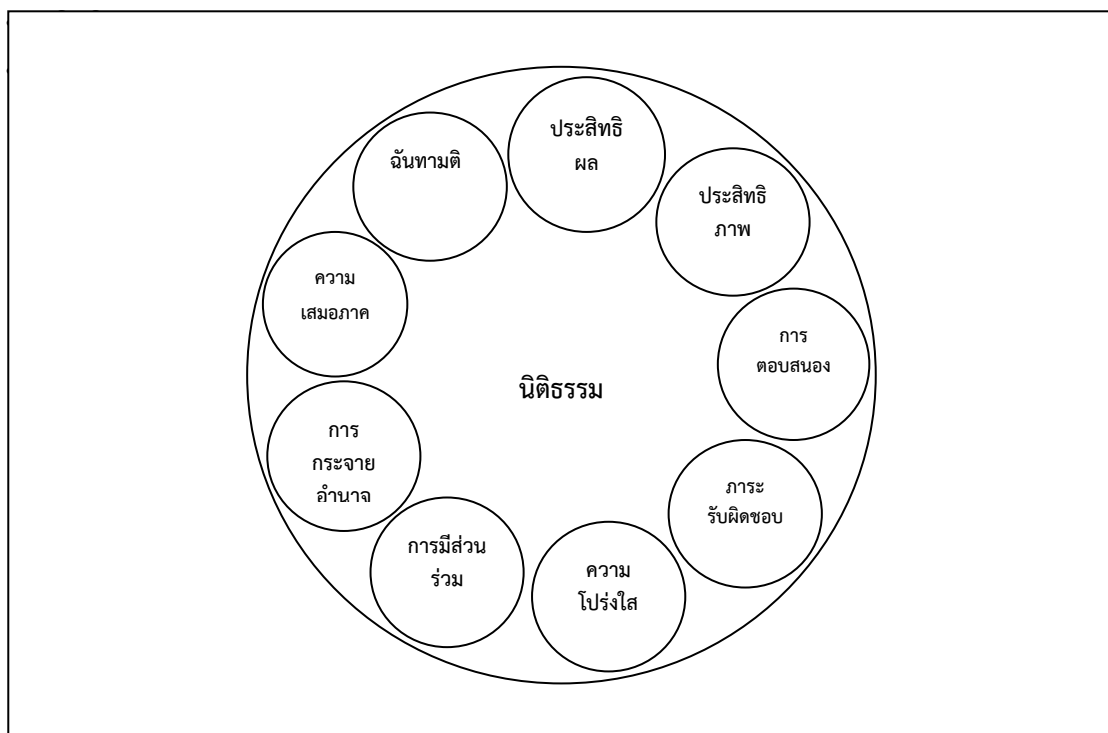 ประสิทธิ
ผล
ฉันทามติ
ประสิทธิ
ภาพ
ความ
เสมอภาค
การ
ตอบสนอง
นิติธรรม
การ
กระจาย
อำนาจ
ภาระ
รับผิดชอบ
การมีส่วน
ร่วม
ความ
โปร่งใส